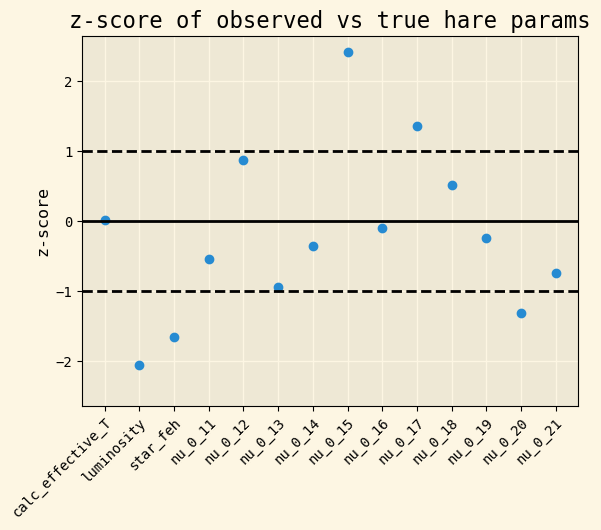 z-score of observed vs true hare params
z-score
2
1
0
−1
−2
calc_effective_T
luminosity
star_feh
nu_0_11
nu_0_12
nu_0_13
nu_0_14
nu_0_15
nu_0_16
nu_0_17
nu_0_18
nu_0_19
nu_0_20
nu_0_21